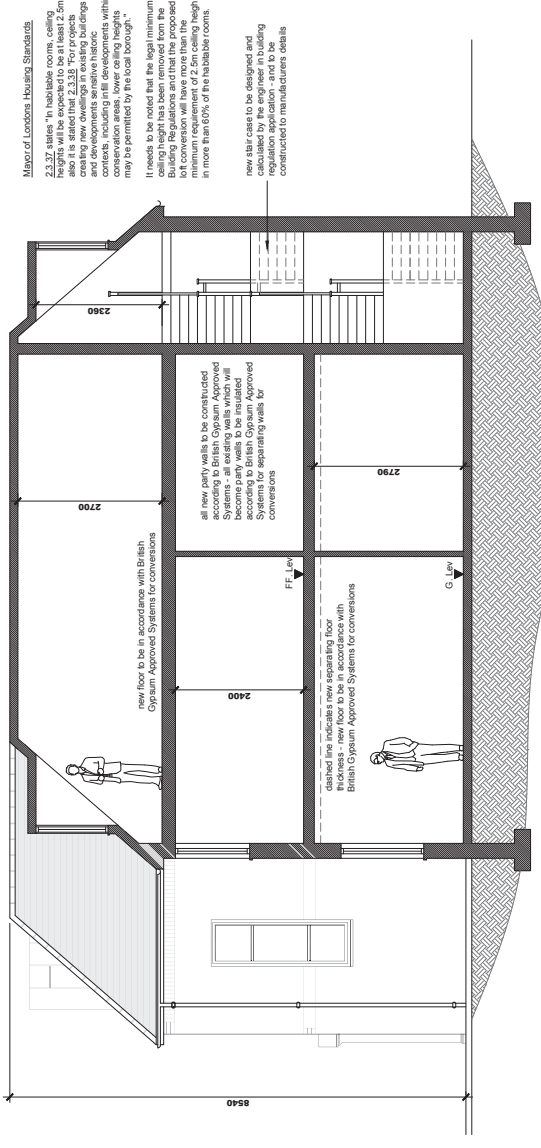 Mayor of Londons Housing Standards
2.3.37 states "In habitable rooms, ceiling
heights will be expected to be at least 2.5m
also it is stated that 2.3.38 "For projects
creating new dwellings in existing buildings
and developments sensitive historic
contexts, including infill developments withi
conservation areas, lower ceiling heights
may be permitted by the local borough."
It needs to be noted that the legal minimum
ceiling height has been removed from the
Building Regulations and that the proposed
loft conversion will have more than the
minimum requirement of 2.5m ceiling heigh
in more than 60% of the habitable rooms.
new stair case to be designed and
calculated by the engineer in building
regulation application - and to be
constructed to manufacturers details
2360
2700
new floor to be in accordance with British
Gypsum Approved Systems for conversions
all new party walls to be constructed
according to British Gypsum Approved
Systems - all existing walls which will
become party walls to be insulated
according to British Gypsum Approved
Systems for separating walls for
conversions
2400
FF. Lev
2790
dashed line indicates new separating floor
thickness - new floor to be in accordance with
British Gypsum Approved Systems for conversions
G. Lev
8540